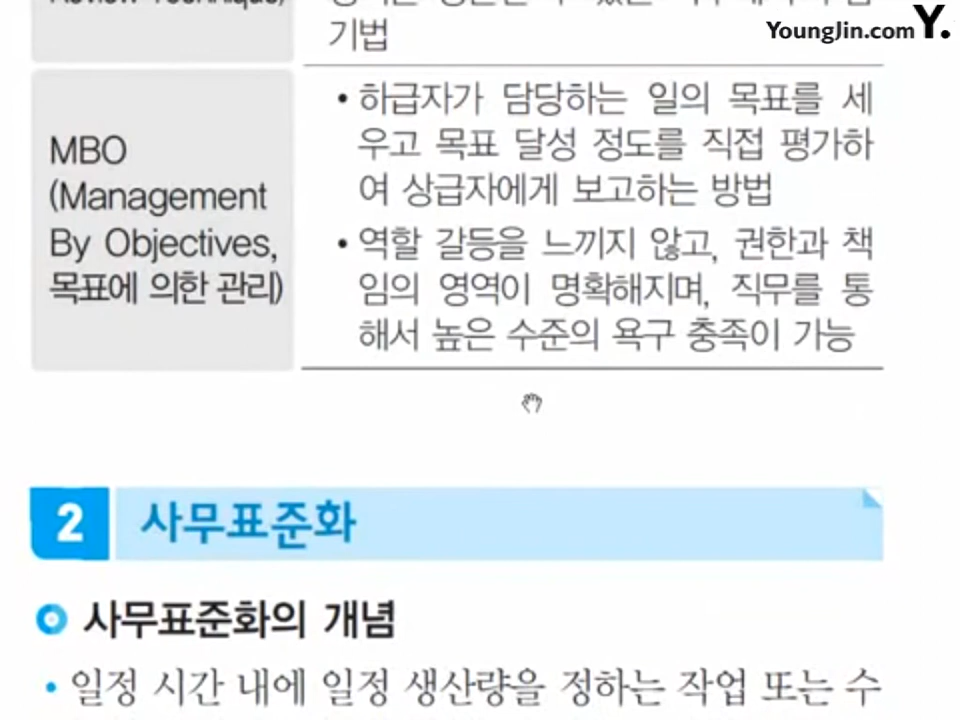 YoungJin.com Y.
기법
MBO
(Management
By Objectives,
목표에 의한 관리)
• 하급자가 담당하는 일의 목표를 세
우고 목표 달성 정도를 직접 평가하
여 상급자에게 보고하는 방법
• 역할 갈등을 느끼지 않고, 권한과 책
임의 영역이 명확해지며, 직무를 통
해서 높은 수준의 욕구 충족이 가능
2 사무표준화
사무표준화의 개념
• 일정 시간 내에 일정 생산량을 정하는 작업 또는 수